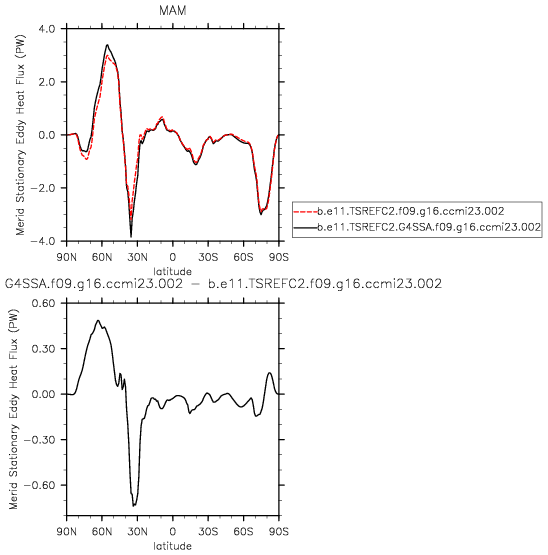 MAM
Merid Stationary Eddy Heat Flux (PW)
4.0
2.0
0.0
−2.0
−4.0
90N 60N 30N 0 30S 60S 90S
latitude
b.e11.TSREFC2.f09.g16.ccmi23.002
b.e11.TSREFC2.G4SSA.f09.g16.ccmi23.002
G4SSA.f09.g16.ccmi23.002 − b.e11.TSREFC2.f09.g16.ccmi23.002
Merid Stationary Eddy Heat Flux (PW)
0.60
0.30
0.00
−0.30
−0.60
90N 60N 30N 0 30S 60S 90S
latitude